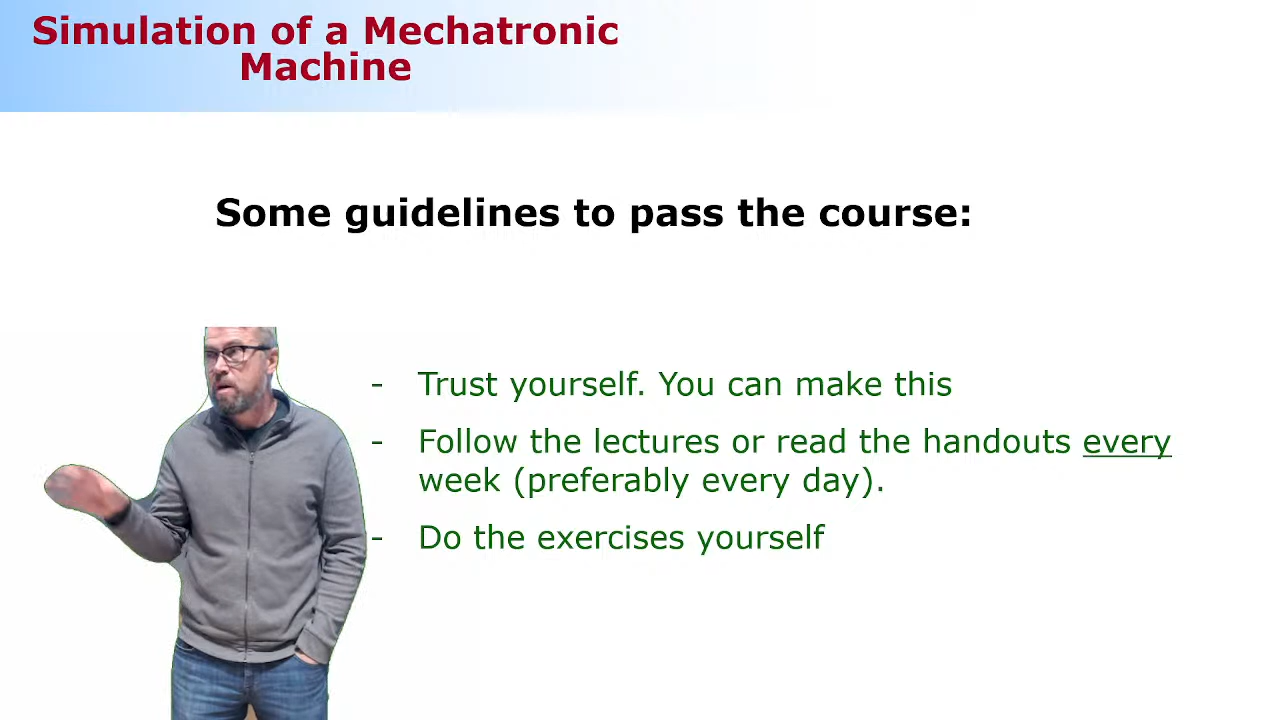 Simulation of a Mechatronic
Machine
Some guidelines to pass the course:
- Trust yourself. You can make this
- Follow the lectures or read the handouts every
week (preferably every day).
- Do the exercises yourself